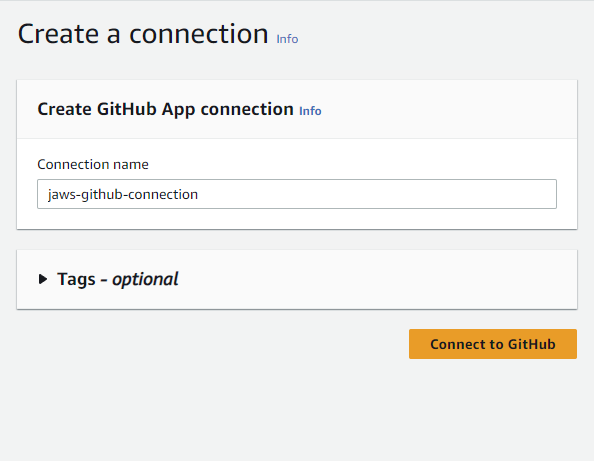 Create a connection Info
Create GitHub App connection Info
Connection name
jaws-github-connection
Tags - optional
Connect to GitHub